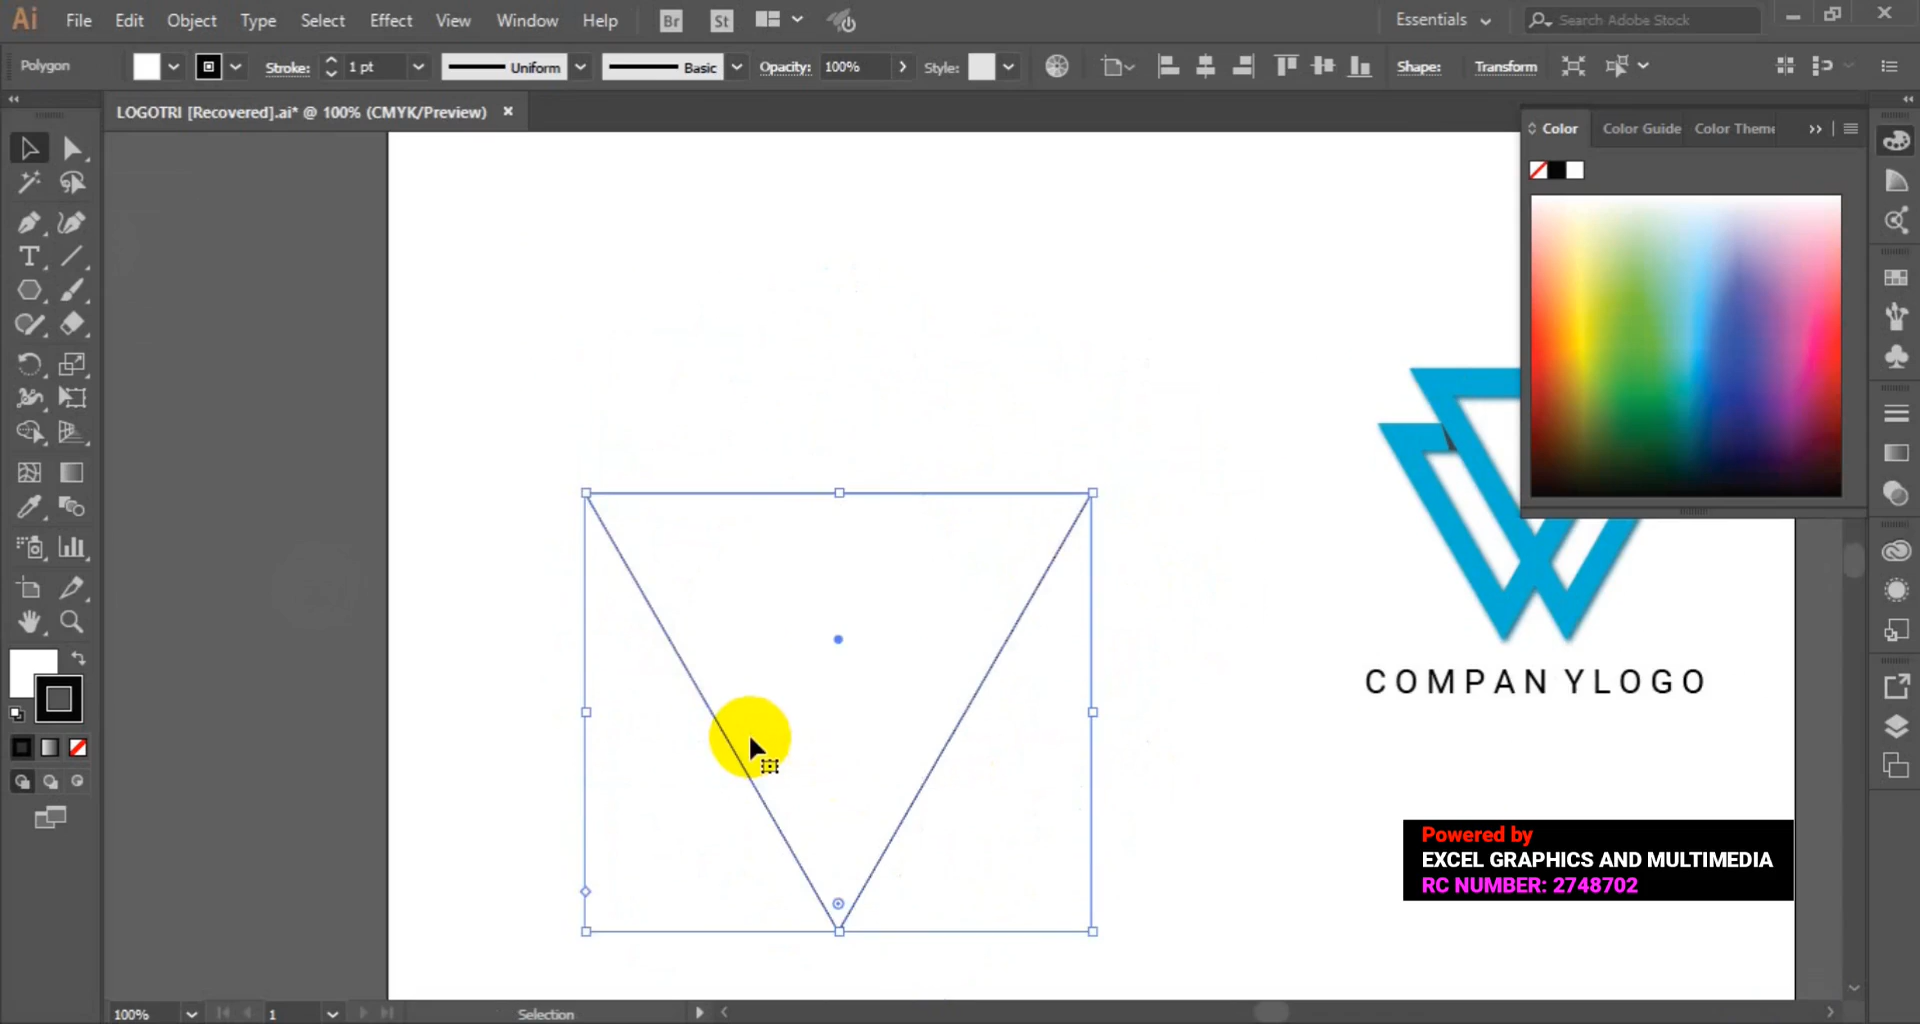 Ai File Edit Object Type Select Effect View Window Help Br St Essentials Search Adobe Stock
Polygon Stroke: 1 pt Uniform Basic Opacity: 100% Style: Shape: Transform
LOGOTRI [Recovered].ai* @ 100% (CMYK/Preview)
Color Color Guide Color Theme
T
COMPAN YLOGO
Powered by
EXCEL GRAPHICS AND MULTIMEDIA
RC NUMBER: 2748702
100% 1 Selection